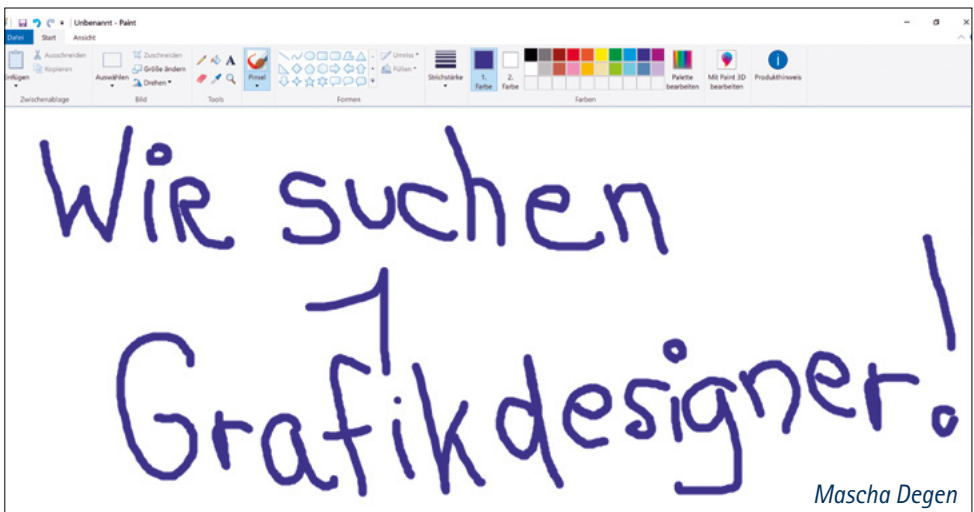 Unbenannt - Paint
Datei Start Ansicht
Einfügen
Ausschneiden
Kopieren
Zwischenablage
Auswählen
Zuschneiden
Größe ändern
Drehen
Bild
Tools
Pinsel
Formen
Umriss
Füllen
Strichstärke
1. Farbe
2. Farbe
Farben
Palette bearbeiten
Mit Paint 3D bearbeiten
Produkthinweis
Wir suchen
1
Grafikdesigner!
Mascha Degen